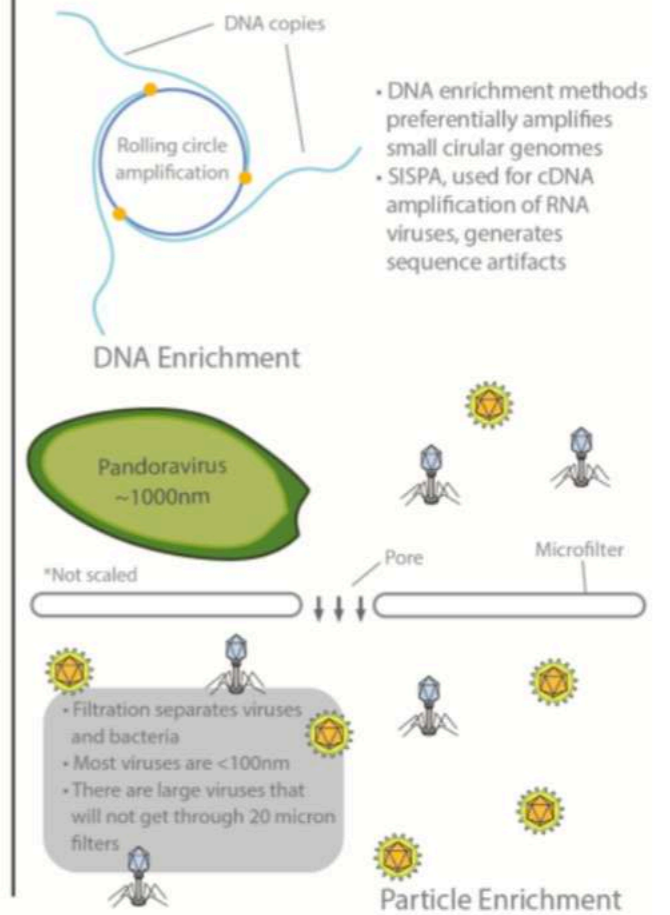 DNA copies
Rolling circle
amplification
• DNA enrichment methods
preferentially amplifies
small cirular genomes
• SISPA, used for cDNA
amplification of RNA
viruses, generates
sequence artifacts
DNA Enrichment
Pandoravirus
~1000nm
*Not scaled
Pore
Microfilter
• Filtration separates viruses
and bacteria
• Most viruses are <100nm
• There are large viruses that
will not get through 20 micron
filters
Particle Enrichment